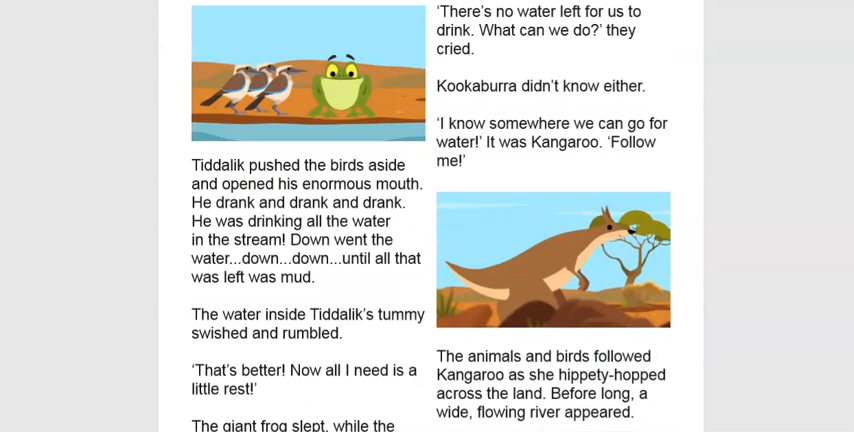 Tiddalik pushed the birds aside
and opened his enormous mouth.
He drank and drank and drank.
He was drinking all the water
in the stream! Down went the
water...down...down...until all that
was left was mud.
The water inside Tiddalik’s tummy
swished and rumbled.
‘That’s better! Now all I need is a
little rest!’
The giant frog slept, while the
‘There’s no water left for us to
drink. What can we do?’ they
cried.
Kookaburra didn’t know either.
‘I know somewhere we can go for
water!’ It was Kangaroo. ‘Follow
me!’
The animals and birds followed
Kangaroo as she hippety-hopped
across the land. Before long, a
wide, flowing river appeared.